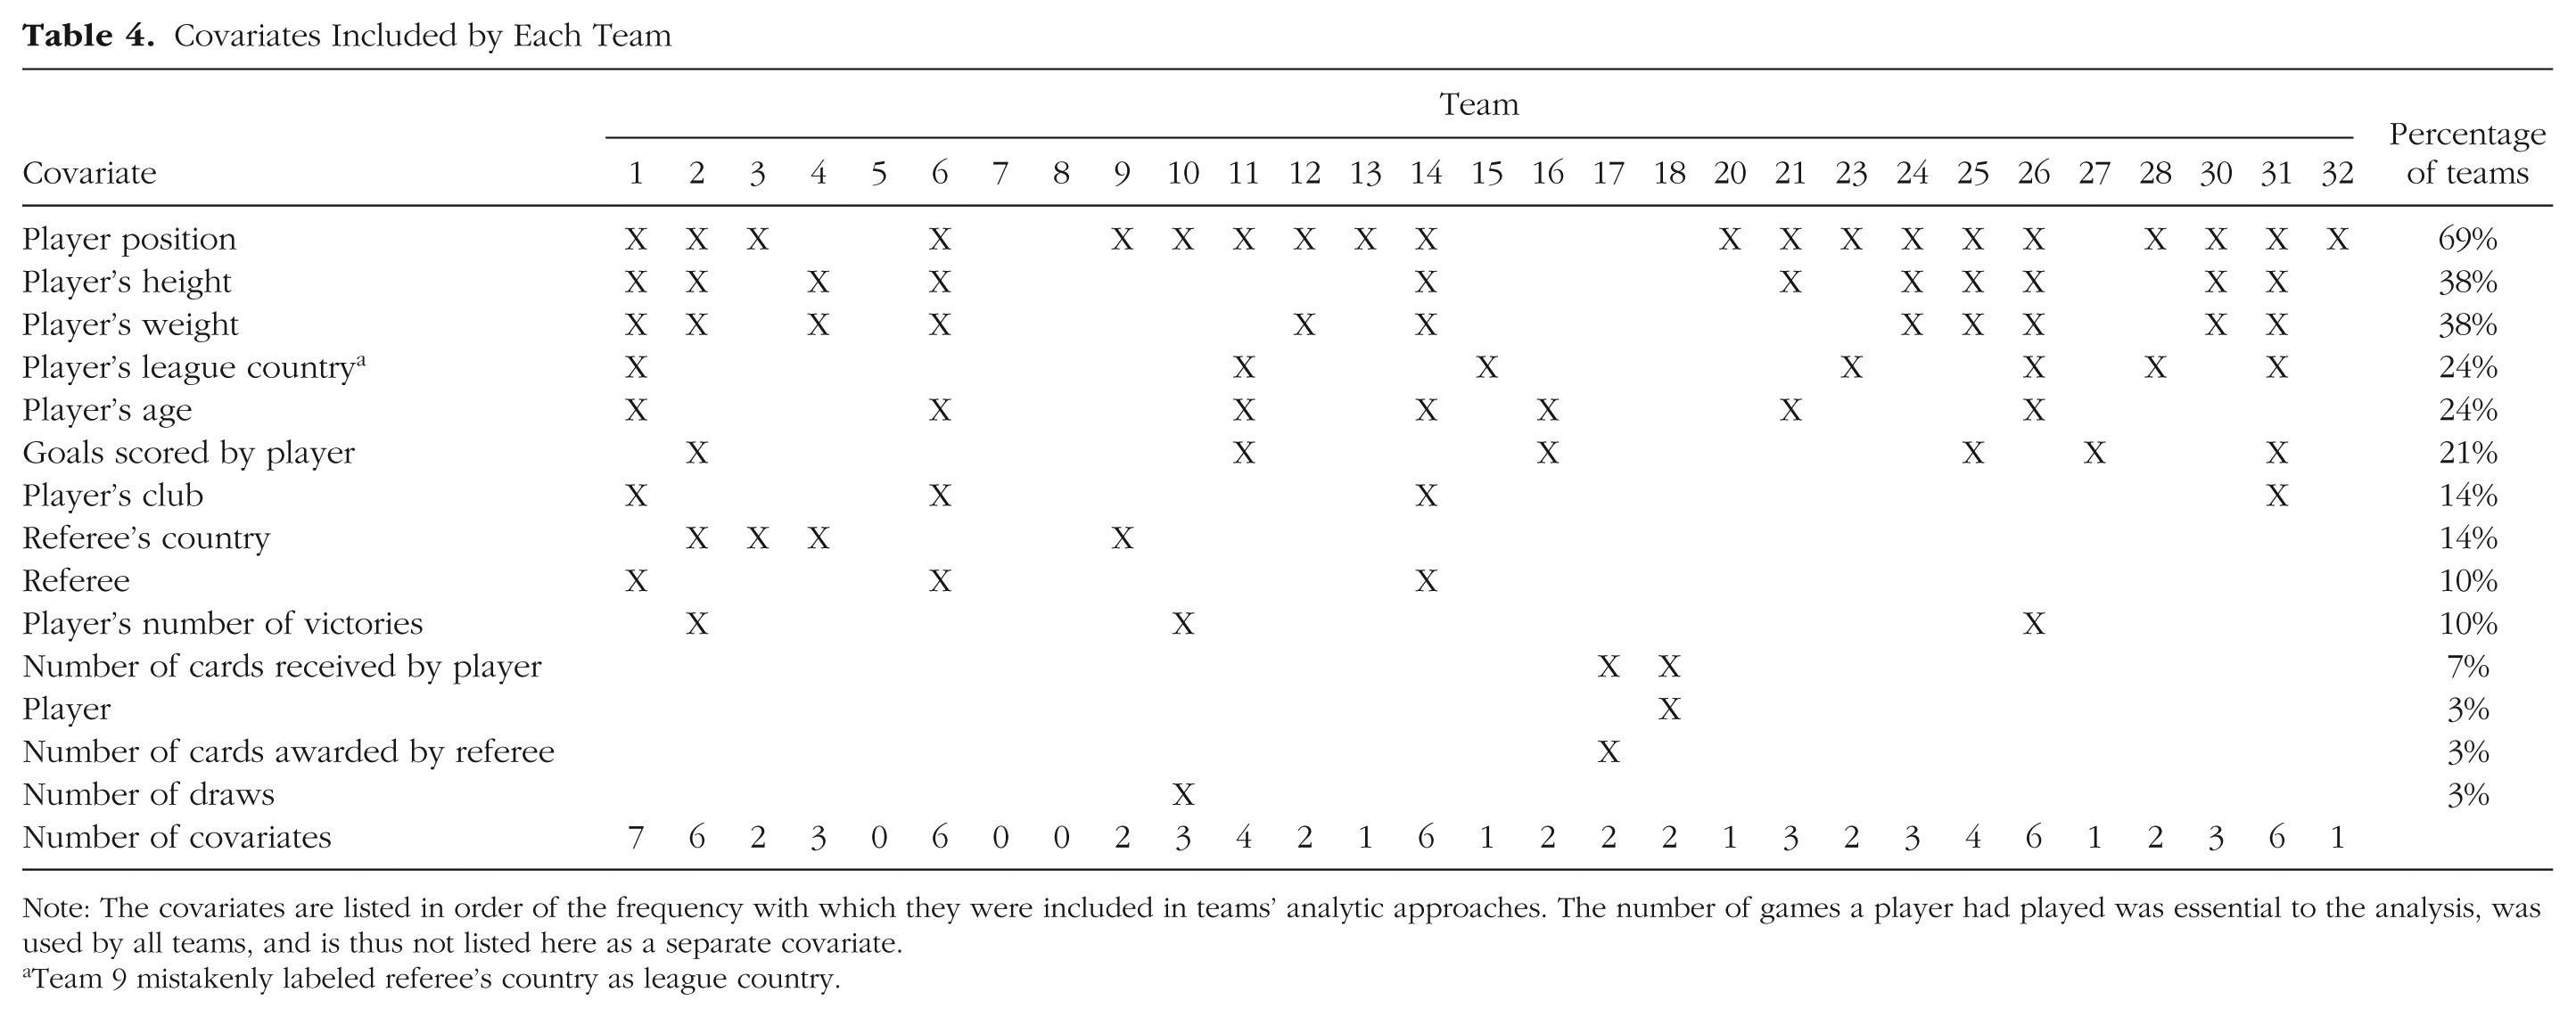 Table 4. Covariates Included by Each Team
Team
Covariate 1 2 3 4 5 6 7 8 9 10 11 12 13 14 15 16 17 18 20 21 23 24 25 26 27 28 30 31 32 Percentage of teams
Player position X X X X X X X X X X X X X X X X X X X X 69%
Player’s height X X X X X X X X X X X 38%
Player’s weight X X X X X X X X X X X 38%
Player’s league countryᵃ X X X X X X X 24%
Player’s age X X X X X X X 24%
Goals scored by player X X X X X X 21%
Player’s club X X X X 14%
Referee’s country X X X X 14%
Referee X X X 10%
Player’s number of victories X X X 10%
Number of cards received by player X X 7%
Player X 3%
Number of cards awarded by referee X 3%
Number of draws X 3%
Number of covariates 7 6 2 3 0 6 0 0 2 3 4 2 1 6 1 2 2 2 1 3 2 3 4 6 1 2 3 6 1
Note: The covariates are listed in order of the frequency with which they were included in teams’ analytic approaches. The number of games a player had played was essential to the analysis, was
used by all teams, and is thus not listed here as a separate covariate.
ᵃTeam 9 mistakenly labeled referee’s country as league country.